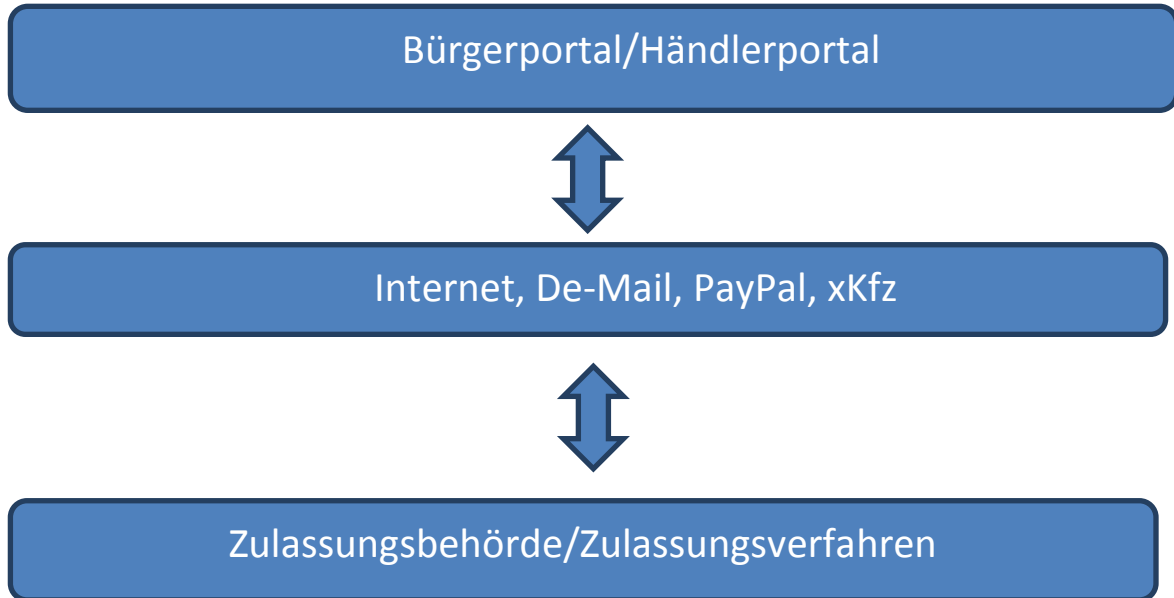 Bürgerportal/Händlerportal
Internet, De-Mail, PayPal, xKfz
Zulassungsbehörde/Zulassungsverfahren